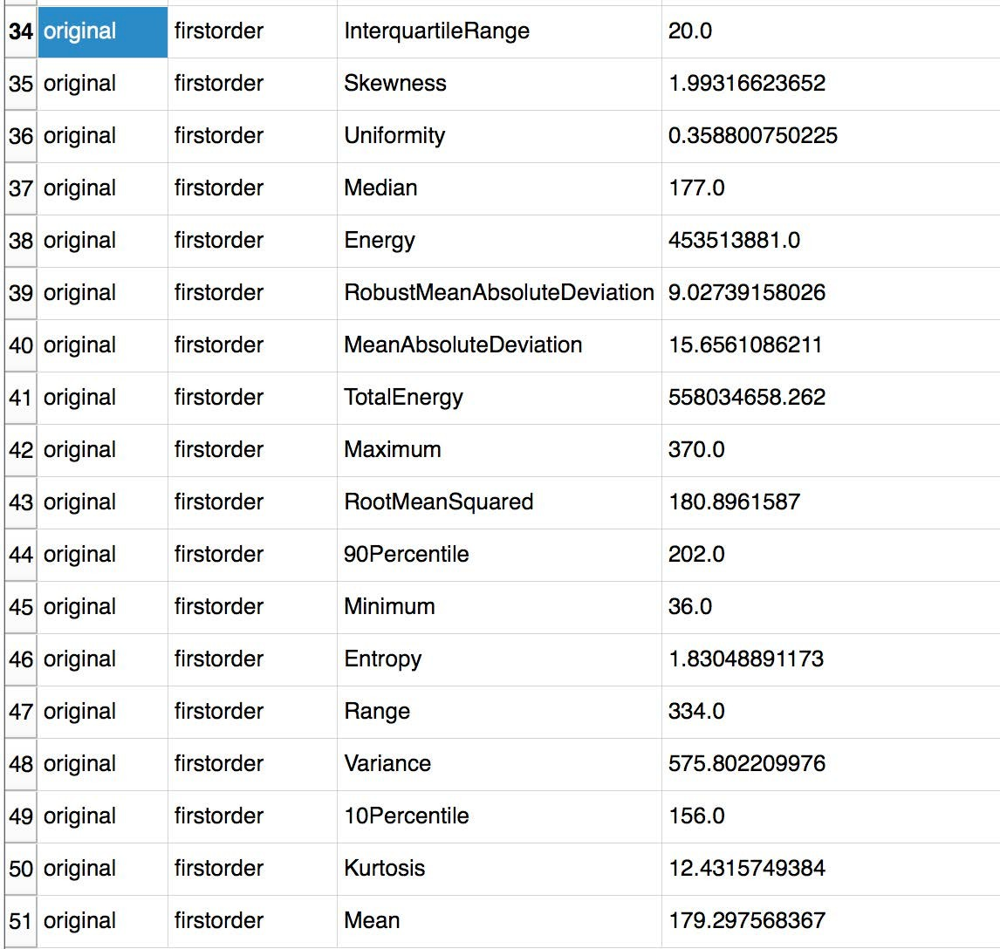 34 original firstorder InterquartileRange 20.0
35 original firstorder Skewness 1.99316623652
36 original firstorder Uniformity 0.358800750225
37 original firstorder Median 177.0
38 original firstorder Energy 453513881.0
39 original firstorder RobustMeanAbsoluteDeviation 9.02739158026
40 original firstorder MeanAbsoluteDeviation 15.6561086211
41 original firstorder TotalEnergy 558034658.262
42 original firstorder Maximum 370.0
43 original firstorder RootMeanSquared 180.8961587
44 original firstorder 90Percentile 202.0
45 original firstorder Minimum 36.0
46 original firstorder Entropy 1.83048891173
47 original firstorder Range 334.0
48 original firstorder Variance 575.802209976
49 original firstorder 10Percentile 156.0
50 original firstorder Kurtosis 12.4315749384
51 original firstorder Mean 179.297568367